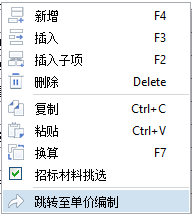 新增 F4
插入 F3
插入子项 F2
删除 Delete
复制 Ctrl+C
粘贴 Ctrl+V
换算 F7
招标材料挑选
跳转至单价编制